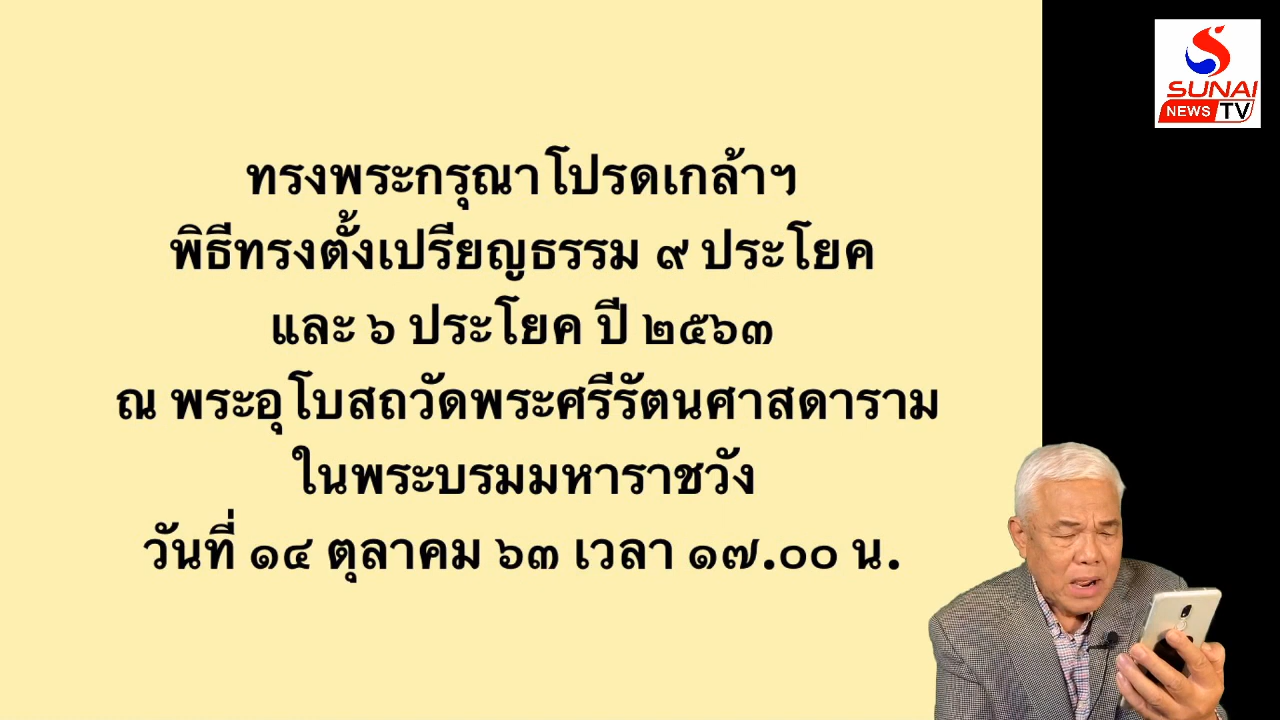 ทรงพระกรุณาโปรดเกล้าฯ
พิธีทรงตั้งเปรียญธรรม ๙ ประโยค
และ ๖ ประโยค ปี ๒๕๖๓
ณ พระอุโบสถวัดพระศรีรัตนศาสดาราม
ในพระบรมมหาราชวัง
วันที่ ๑๔ ตุลาคม ๖๓ เวลา ๑๗.๐๐ น.
SUNAI
NEWS TV